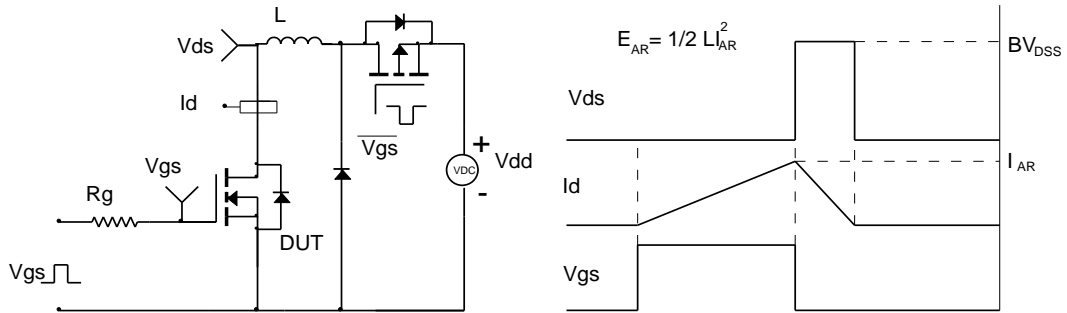 L
Vds
Id
Vgs
Vgs
+
VDC
Vdd
-
Rg
DUT
Vgs
E_AR = 1/2 LI_AR^2
BV_DSS
Vds
I_AR
Id
Vgs